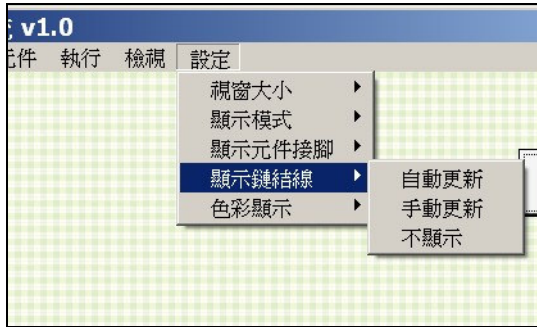 v1.0
元件 執行 檢視 設定
視窗大小
顯示模式
顯示元件接腳
顯示鏈結線
色彩顯示
自動更新
手動更新
不顯示